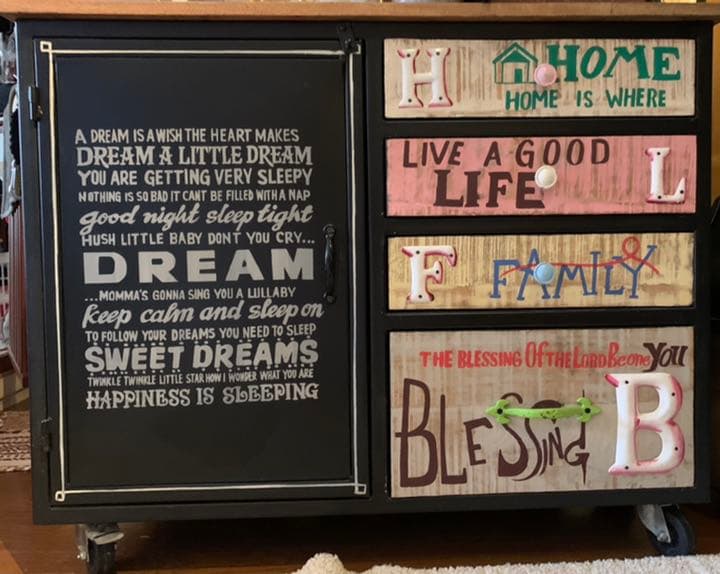 A DREAM IS A WISH THE HEART MAKES
DREAM A LITTLE DREAM
YOU ARE GETTING VERY SLEEPY
NOTHING IS SO BAD IT CANT BE FILLED WITH A NAP
good night sleep tight
HUSH LITTLE BABY DONT YOU CRY...
DREAM
...MOMMA'S GONNA SING YOU A LULLABY
keep calm and sleep on
TO FOLLOW YOUR DREAMS YOU NEED TO SLEEP
SWEET DREAMS
TWINKLE TWINKLE LITTLE STAR HOW I WONDER WHAT YOU ARE
HAPPINESS IS SLEEPING
H HOME
HOME IS WHERE
LIVE A GOOD
LIFE L
F FAMILY
THE BLESSING Of THE LORD Bcome YOU
BLESSING B